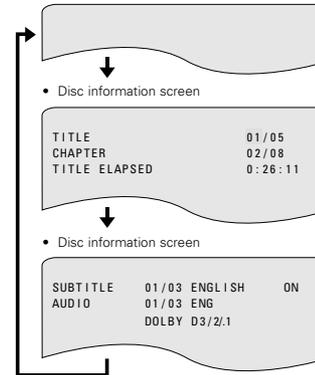 • Disc information screen
TITLE 01/05
CHAPTER 02/08
TITLE ELAPSED 0:26:11
• Disc information screen
SUBTITLE 01/03 ENGLISH ON
AUDIO 01/03 ENG
DOLBY D3/2/.1